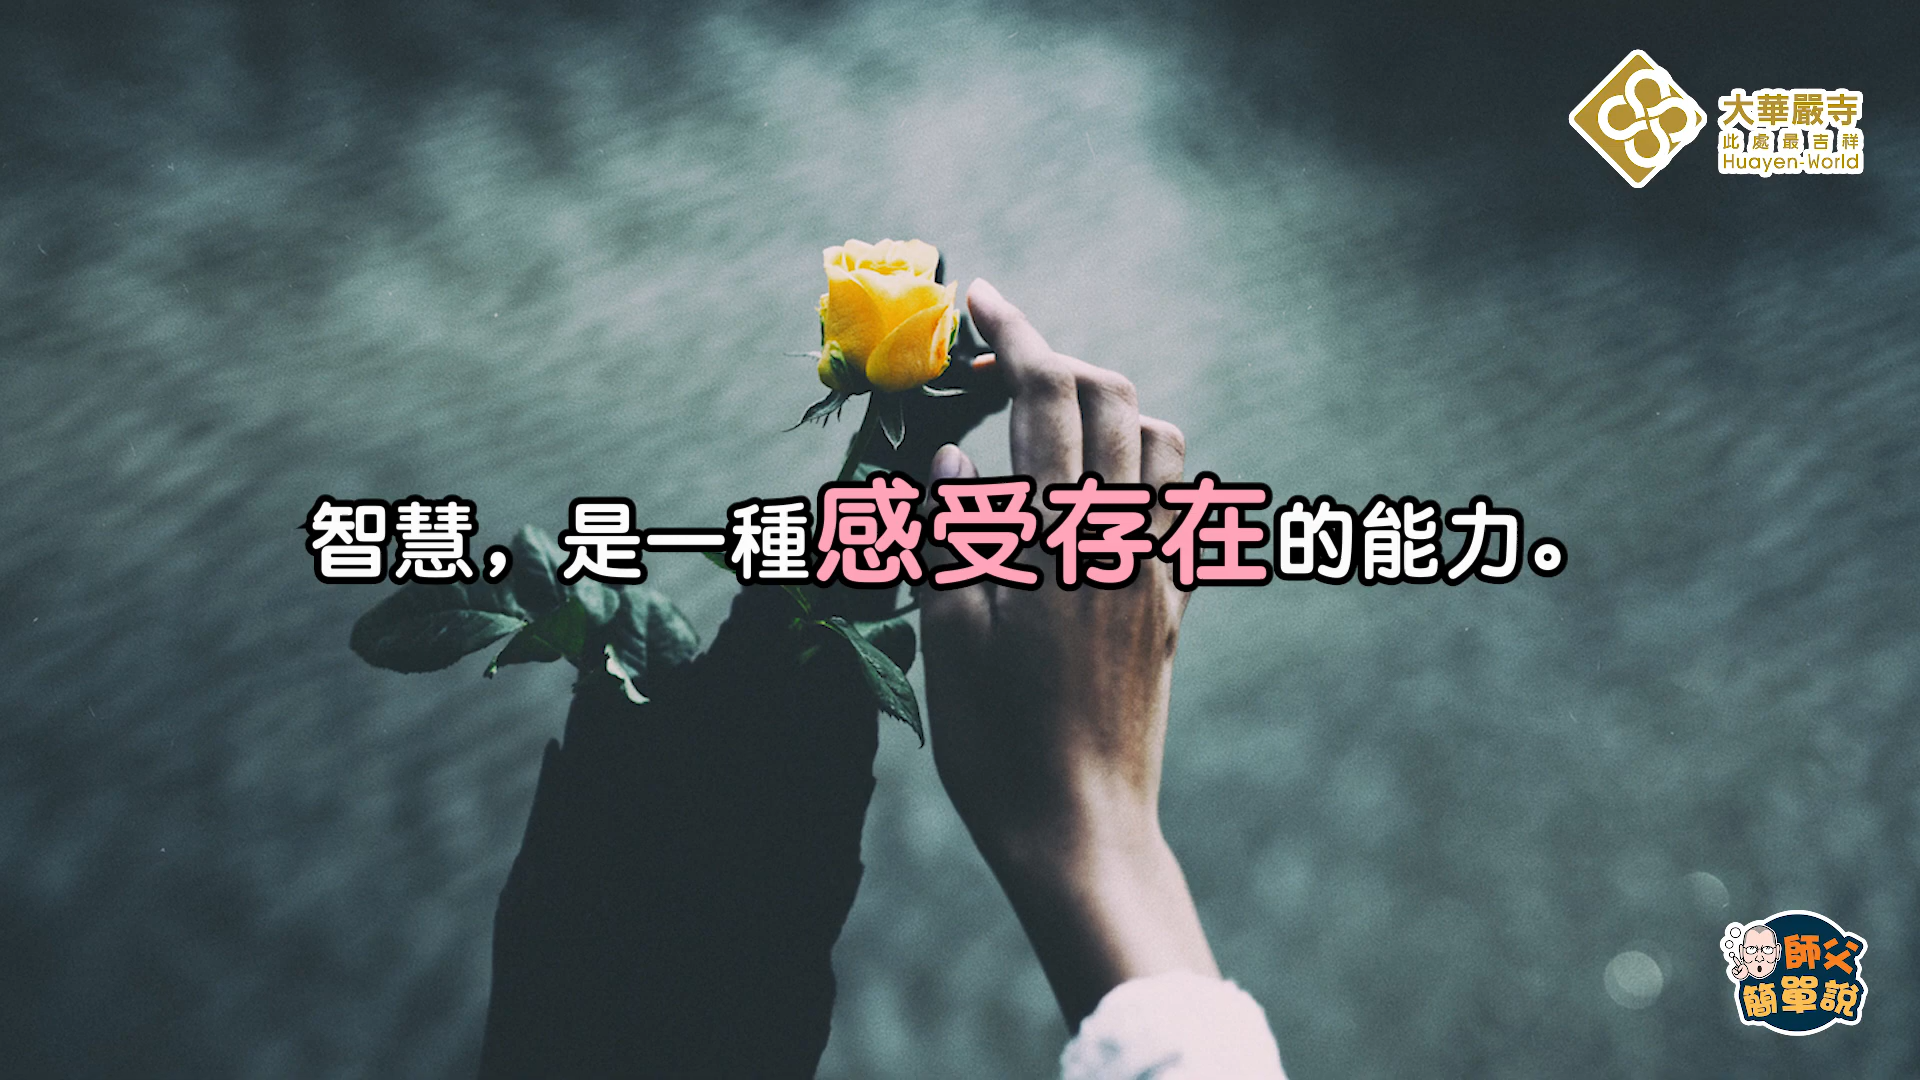 大華嚴寺
此處最吉祥
Huayen-World
智慧，是一種感受存在的能力。
師父
簡單說